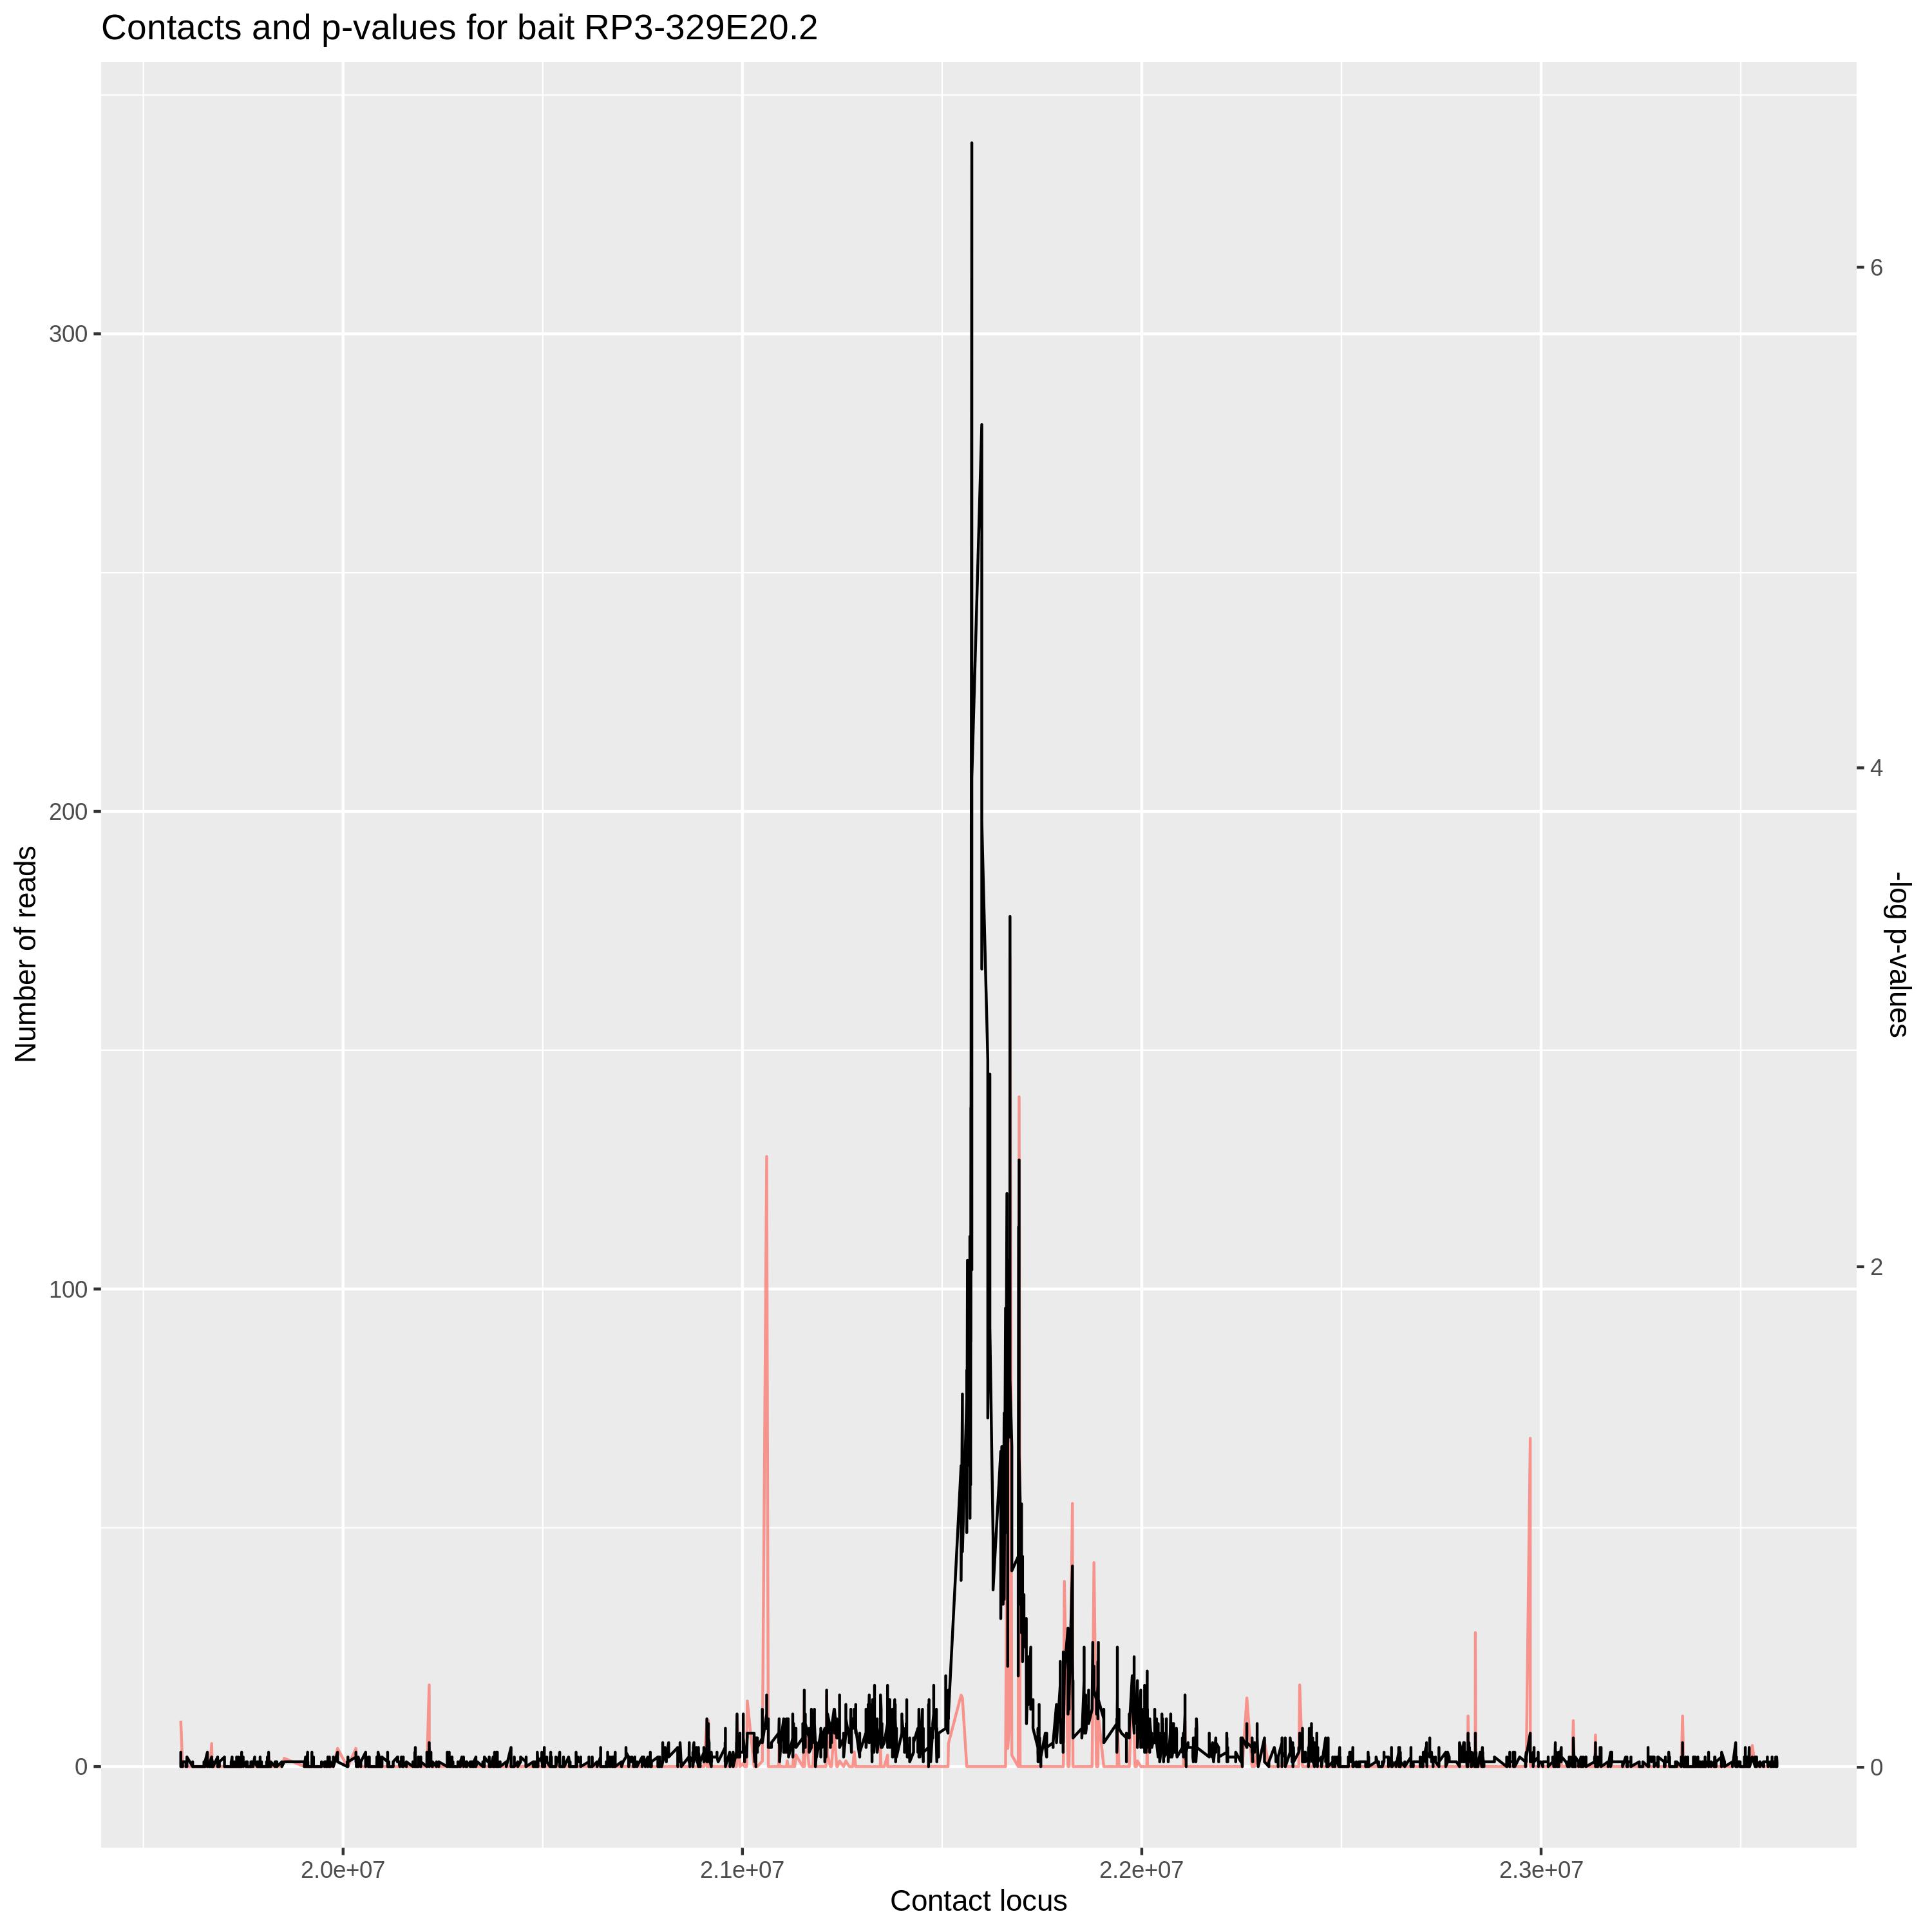 Contacts and p-values for bait RP3-329E20.2
300
200
100
0
6
4
2
0
Number of reads
-log p-values
2.0e+07 2.1e+07 2.2e+07 2.3e+07
Contact locus